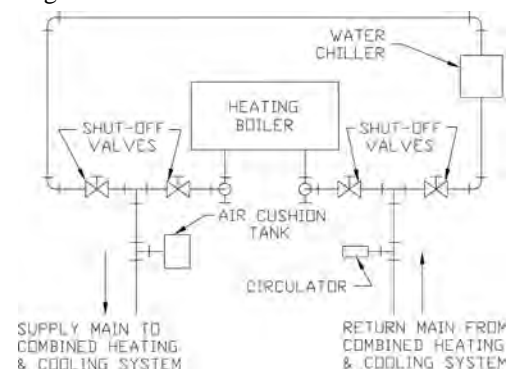 WATER
CHILLER
HEATING
BOILER
SHUT-OFF
VALVES
SHUT-OFF
VALVES
AIR CUSHION
TANK
CIRCULATOR
SUPPLY MAIN TO
COMBINED HEATING
& COOLING SYSTEM
RETURN MAIN FROM
COMBINED HEATING
& COOLING SYSTEM